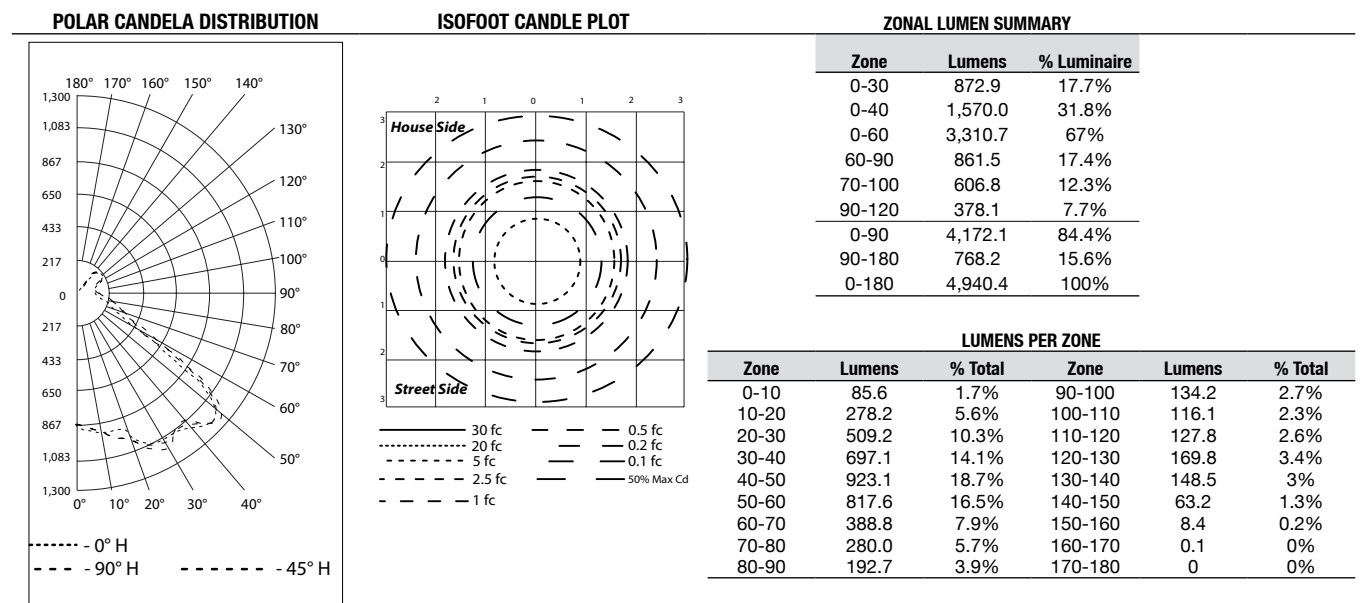 POLAR CANDELA DISTRIBUTION
180° 170° 160° 150° 140°
1,300
1,083
867
650
433
217
0
217
433
650
867
1,083
1,300
130°
120°
110°
100°
90°
80°
70°
60°
50°
0° 10° 20° 30° 40°
- 0° H
- 90° H - 45° H
ISOFOOT CANDLE PLOT
2 1 0 1 2 3
3
2
1
0
1
2
3
House Side
Street Side
30 fc 0.5 fc
20 fc 0.2 fc
5 fc 0.1 fc
2.5 fc 50% Max Cd
1 fc
ZONAL LUMEN SUMMARY
Zone Lumens % Luminaire
0-30 872.9 17.7%
0-40 1,570.0 31.8%
0-60 3,310.7 67%
60-90 861.5 17.4%
70-100 606.8 12.3%
90-120 378.1 7.7%
0-90 4,172.1 84.4%
90-180 768.2 15.6%
0-180 4,940.4 100%
LUMENS PER ZONE
Zone Lumens % Total Zone Lumens % Total
0-10 85.6 1.7% 90-100 134.2 2.7%
10-20 278.2 5.6% 100-110 116.1 2.3%
20-30 509.2 10.3% 110-120 127.8 2.6%
30-40 697.1 14.1% 120-130 169.8 3.4%
40-50 923.1 18.7% 130-140 148.5 3%
50-60 817.6 16.5% 140-150 63.2 1.3%
60-70 388.8 7.9% 150-160 8.4 0.2%
70-80 280.0 5.7% 160-170 0.1 0%
80-90 192.7 3.9% 170-180 0 0%